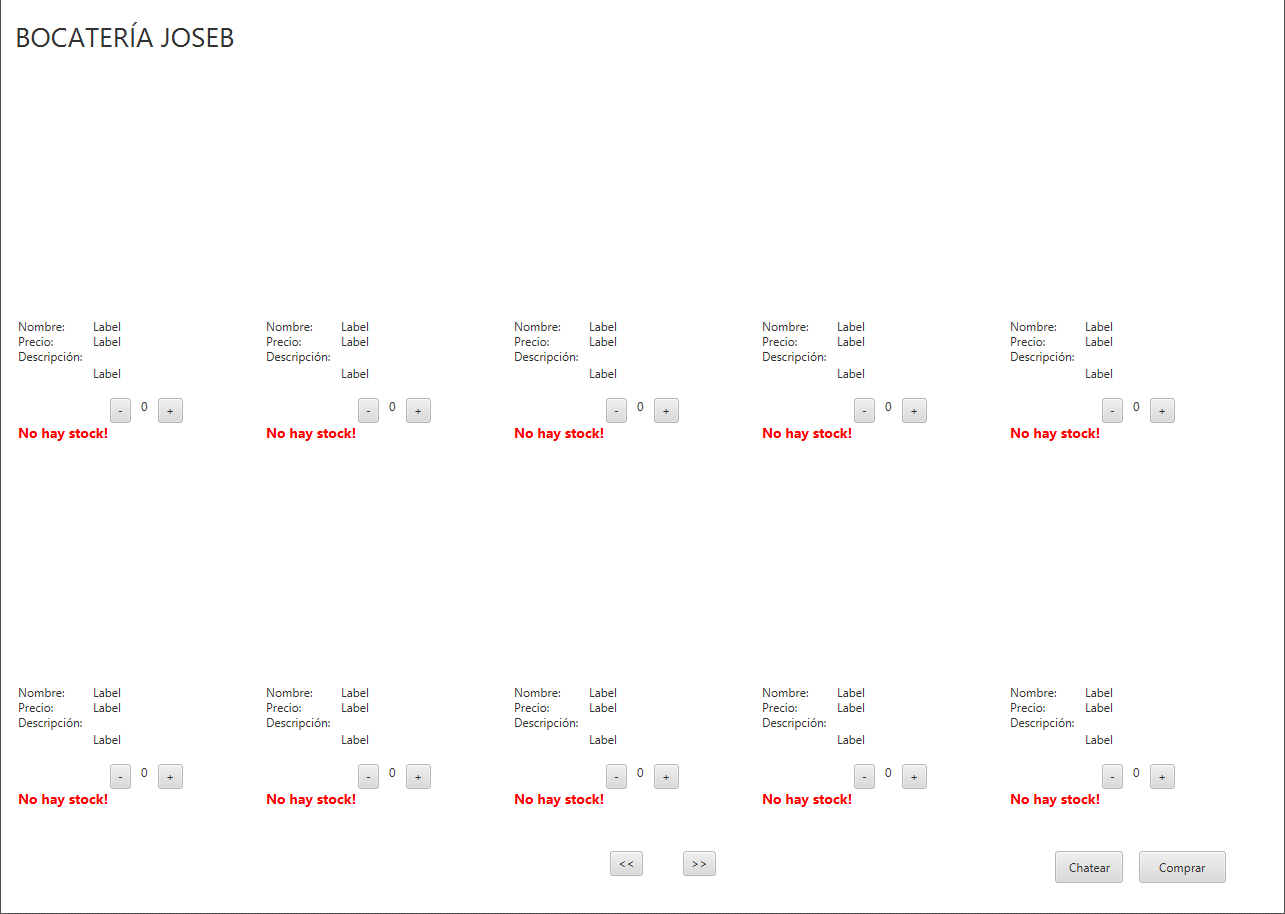 BOCATERÍA JOSEB
Nombre: Label Nombre: Label Nombre: Label Nombre: Label Nombre: Label
Precio: Label Precio: Label Precio: Label Precio: Label Precio: Label
Descripción: Descripción: Descripción: Descripción: Descripción:
Label Label Label Label Label
- 0 + - 0 + - 0 + - 0 + - 0 +
No hay stock! No hay stock! No hay stock! No hay stock! No hay stock!
Nombre: Label Nombre: Label Nombre: Label Nombre: Label Nombre: Label
Precio: Label Precio: Label Precio: Label Precio: Label Precio: Label
Descripción: Descripción: Descripción: Descripción: Descripción:
Label Label Label Label Label
- 0 + - 0 + - 0 + - 0 + - 0 +
No hay stock! No hay stock! No hay stock! No hay stock! No hay stock!
<< >> Chatear Comprar